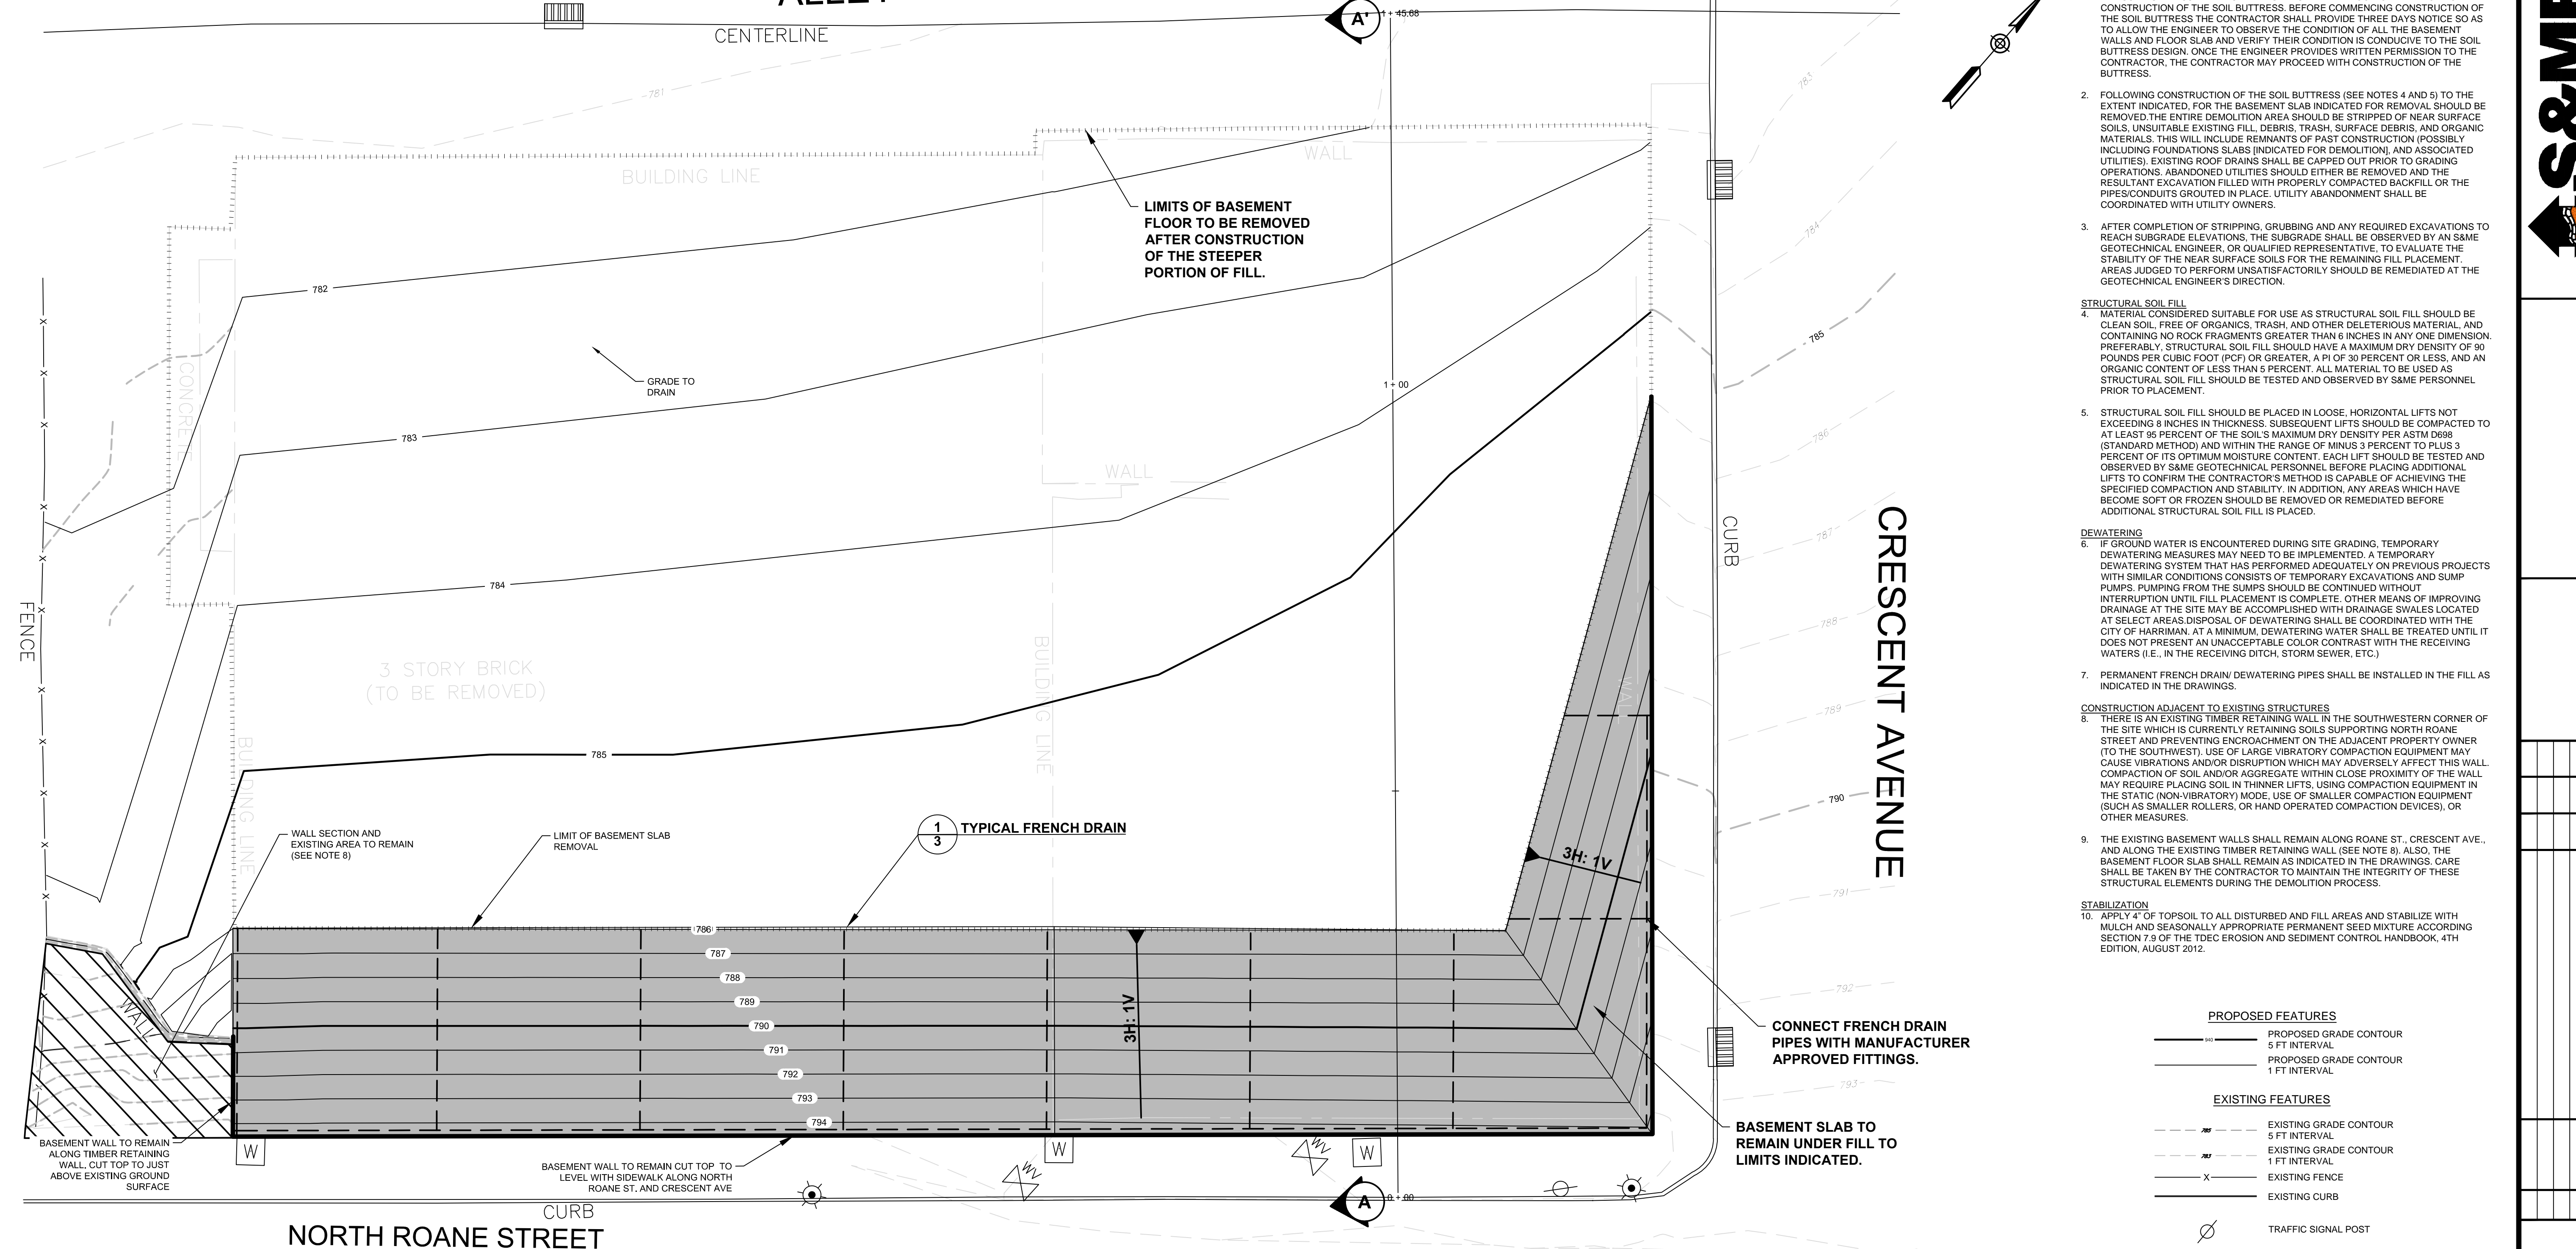 ALLEY
CENTERLINE
A'
1 + 45.68
781
783
BUILDING LINE
WALL
LIMITS OF BASEMENT
FLOOR TO BE REMOVED
AFTER CONSTRUCTION
OF THE STEEPER
PORTION OF FILL.
784
782
785
GRADE TO
DRAIN
1 + 00
CONCRETE
783
786
WALL
787
CURB
CRESCENT AVENUE
784
FENCE
788
3 STORY BRICK
(TO BE REMOVED)
BUILDING LINE
WALL
789
785
BUILDING LINE
790
WALL SECTION AND
EXISTING AREA TO REMAIN
(SEE NOTE 8)
LIMIT OF BASEMENT SLAB
REMOVAL
1
3
TYPICAL FRENCH DRAIN
3H: 1V
791
786
787
788
789
790
791
792
793
794
3H: 1V
WALL
792
793
CONNECT FRENCH DRAIN
PIPES WITH MANUFACTURER
APPROVED FITTINGS.
BASEMENT SLAB TO
REMAIN UNDER FILL TO
LIMITS INDICATED.
BASEMENT WALL TO REMAIN
ALONG TIMBER RETAINING
WALL, CUT TOP TO JUST
ABOVE EXISTING GROUND
SURFACE
W
W
W
BASEMENT WALL TO REMAIN CUT TOP TO
LEVEL WITH SIDEWALK ALONG NORTH
ROANE ST. AND CRESCENT AVE
A
0 + 00
CURB
NORTH ROANE STREET
CONSTRUCTION OF THE SOIL BUTTRESS. BEFORE COMMENCING CONSTRUCTION OF
THE SOIL BUTTRESS THE CONTRACTOR SHALL PROVIDE THREE DAYS NOTICE SO AS
TO ALLOW THE ENGINEER TO OBSERVE THE CONDITION OF ALL THE BASEMENT
WALLS AND FLOOR SLAB AND VERIFY THEIR CONDITION IS CONDUCIVE TO THE SOIL
BUTTRESS DESIGN. ONCE THE ENGINEER PROVIDES WRITTEN PERMISSION TO THE
CONTRACTOR, THE CONTRACTOR MAY PROCEED WITH CONSTRUCTION OF THE
BUTTRESS.
2. FOLLOWING CONSTRUCTION OF THE SOIL BUTTRESS (SEE NOTES 4 AND 5) TO THE
EXTENT INDICATED, FOR THE BASEMENT SLAB INDICATED FOR REMOVAL SHOULD BE
REMOVED.THE ENTIRE DEMOLITION AREA SHOULD BE STRIPPED OF NEAR SURFACE
SOILS, UNSUITABLE EXISTING FILL, DEBRIS, TRASH, SURFACE DEBRIS, AND ORGANIC
MATERIALS. THIS WILL INCLUDE REMNANTS OF PAST CONSTRUCTION (POSSIBLY
INCLUDING FOUNDATIONS SLABS [INDICATED FOR DEMOLITION], AND ASSOCIATED
UTILITIES). EXISTING ROOF DRAINS SHALL BE CAPPED OUT PRIOR TO GRADING
OPERATIONS. ABANDONED UTILITIES SHOULD EITHER BE REMOVED AND THE
RESULTANT EXCAVATION FILLED WITH PROPERLY COMPACTED BACKFILL OR THE
PIPES/CONDUITS GROUTED IN PLACE. UTILITY ABANDONMENT SHALL BE
COORDINATED WITH UTILITY OWNERS.
3. AFTER COMPLETION OF STRIPPING, GRUBBING AND ANY REQUIRED EXCAVATIONS TO
REACH SUBGRADE ELEVATIONS, THE SUBGRADE SHALL BE OBSERVED BY AN S&ME
GEOTECHNICAL ENGINEER, OR QUALIFIED REPRESENTATIVE, TO EVALUATE THE
STABILITY OF THE NEAR SURFACE SOILS FOR THE REMAINING FILL PLACEMENT.
AREAS JUDGED TO PERFORM UNSATISFACTORILY SHOULD BE REMEDIATED AT THE
GEOTECHNICAL ENGINEER'S DIRECTION.
STRUCTURAL SOIL FILL
4. MATERIAL CONSIDERED SUITABLE FOR USE AS STRUCTURAL SOIL FILL SHOULD BE
CLEAN SOIL, FREE OF ORGANICS, TRASH, AND OTHER DELETERIOUS MATERIAL, AND
CONTAINING NO ROCK FRAGMENTS GREATER THAN 6 INCHES IN ANY ONE DIMENSION.
PREFERABLY, STRUCTURAL SOIL FILL SHOULD HAVE A MAXIMUM DRY DENSITY OF 90
POUNDS PER CUBIC FOOT (PCF) OR GREATER, A PI OF 30 PERCENT OR LESS, AND AN
ORGANIC CONTENT OF LESS THAN 5 PERCENT. ALL MATERIAL TO BE USED AS
STRUCTURAL SOIL FILL SHOULD BE TESTED AND OBSERVED BY S&ME PERSONNEL
PRIOR TO PLACEMENT.
5. STRUCTURAL SOIL FILL SHOULD BE PLACED IN LOOSE, HORIZONTAL LIFTS NOT
EXCEEDING 8 INCHES IN THICKNESS. SUBSEQUENT LIFTS SHOULD BE COMPACTED TO
AT LEAST 95 PERCENT OF THE SOIL'S MAXIMUM DRY DENSITY PER ASTM D698
(STANDARD METHOD) AND WITHIN THE RANGE OF MINUS 3 PERCENT TO PLUS 3
PERCENT OF ITS OPTIMUM MOISTURE CONTENT. EACH LIFT SHOULD BE TESTED AND
OBSERVED BY S&ME GEOTECHNICAL PERSONNEL BEFORE PLACING ADDITIONAL
LIFTS TO CONFIRM THE CONTRACTOR'S METHOD IS CAPABLE OF ACHIEVING THE
SPECIFIED COMPACTION AND STABILITY. IN ADDITION, ANY AREAS WHICH HAVE
BECOME SOFT OR FROZEN SHOULD BE REMOVED OR REMEDIATED BEFORE
ADDITIONAL STRUCTURAL SOIL FILL IS PLACED.
DEWATERING
6. IF GROUND WATER IS ENCOUNTERED DURING SITE GRADING, TEMPORARY
DEWATERING MEASURES MAY NEED TO BE IMPLEMENTED. A TEMPORARY
DEWATERING SYSTEM THAT HAS PERFORMED ADEQUATELY ON PREVIOUS PROJECTS
WITH SIMILAR CONDITIONS CONSISTS OF TEMPORARY EXCAVATIONS AND SUMP
PUMPS. PUMPING FROM THE SUMPS SHOULD BE CONTINUED WITHOUT
INTERRUPTION UNTIL FILL PLACEMENT IS COMPLETE. OTHER MEANS OF IMPROVING
DRAINAGE AT THE SITE MAY BE ACCOMPLISHED WITH DRAINAGE SWALES LOCATED
AT SELECT AREAS.DISPOSAL OF DEWATERING SHALL BE COORDINATED WITH THE
CITY OF HARRIMAN. AT A MINIMUM, DEWATERING WATER SHALL BE TREATED UNTIL IT
DOES NOT PRESENT AN UNACCEPTABLE COLOR CONTRAST WITH THE RECEIVING
WATERS (I.E., IN THE RECEIVING DITCH, STORM SEWER, ETC.)
7. PERMANENT FRENCH DRAIN/ DEWATERING PIPES SHALL BE INSTALLED IN THE FILL AS
INDICATED IN THE DRAWINGS.
CONSTRUCTION ADJACENT TO EXISTING STRUCTURES
8. THERE IS AN EXISTING TIMBER RETAINING WALL IN THE SOUTHWESTERN CORNER OF
THE SITE WHICH IS CURRENTLY RETAINING SOILS SUPPORTING NORTH ROANE
STREET AND PREVENTING ENCROACHMENT ON THE ADJACENT PROPERTY OWNER
(TO THE SOUTHWEST). USE OF LARGE VIBRATORY COMPACTION EQUIPMENT MAY
CAUSE VIBRATIONS AND/OR DISRUPTION WHICH MAY ADVERSELY AFFECT THIS WALL.
COMPACTION OF SOIL AND/OR AGGREGATE WITHIN CLOSE PROXIMITY OF THE WALL
MAY REQUIRE PLACING SOIL IN THINNER LIFTS, USING COMPACTION EQUIPMENT IN
THE STATIC (NON-VIBRATORY) MODE, USE OF SMALLER COMPACTION EQUIPMENT
(SUCH AS SMALLER ROLLERS, OR HAND OPERATED COMPACTION DEVICES), OR
OTHER MEASURES.
9. THE EXISTING BASEMENT WALLS SHALL REMAIN ALONG ROANE ST., CRESCENT AVE.,
AND ALONG THE EXISTING TIMBER RETAINING WALL (SEE NOTE 8). ALSO, THE
BASEMENT FLOOR SLAB SHALL REMAIN AS INDICATED IN THE DRAWINGS. CARE
SHALL BE TAKEN BY THE CONTRACTOR TO MAINTAIN THE INTEGRITY OF THESE
STRUCTURAL ELEMENTS DURING THE DEMOLITION PROCESS.
STABILIZATION
10. APPLY 4" OF TOPSOIL TO ALL DISTURBED AND FILL AREAS AND STABILIZE WITH
MULCH AND SEASONALLY APPROPRIATE PERMANENT SEED MIXTURE ACCORDING
SECTION 7.9 OF THE TDEC EROSION AND SEDIMENT CONTROL HANDBOOK, 4TH
EDITION, AUGUST 2012.
PROPOSED FEATURES
940
PROPOSED GRADE CONTOUR
5 FT INTERVAL
PROPOSED GRADE CONTOUR
1 FT INTERVAL
EXISTING FEATURES
785
EXISTING GRADE CONTOUR
5 FT INTERVAL
783
EXISTING GRADE CONTOUR
1 FT INTERVAL
X
EXISTING FENCE
EXISTING CURB
TRAFFIC SIGNAL POST
S&ME